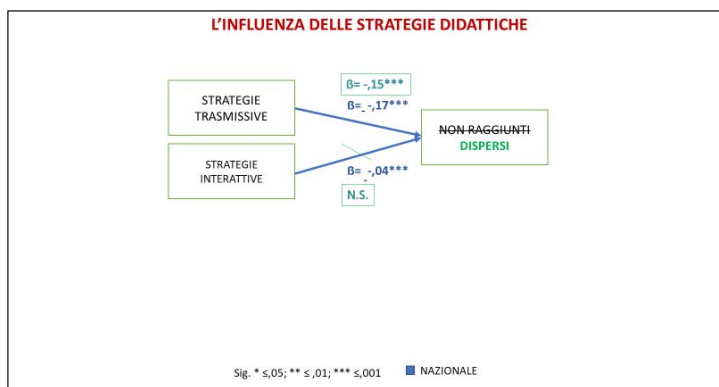 L'INFLUENZA DELLE STRATEGIE DIDATTICHE
STRATEGIE
TRASMISSIVE
ß= -,15***
ß=_-,17***
NON RAGGIUNTI
DISPERSI
STRATEGIE
INTERATTIVE
ß=_-,04***
N.S.
Sig. * ≤,05; ** ≤ ,01; *** ≤,001
NAZIONALE